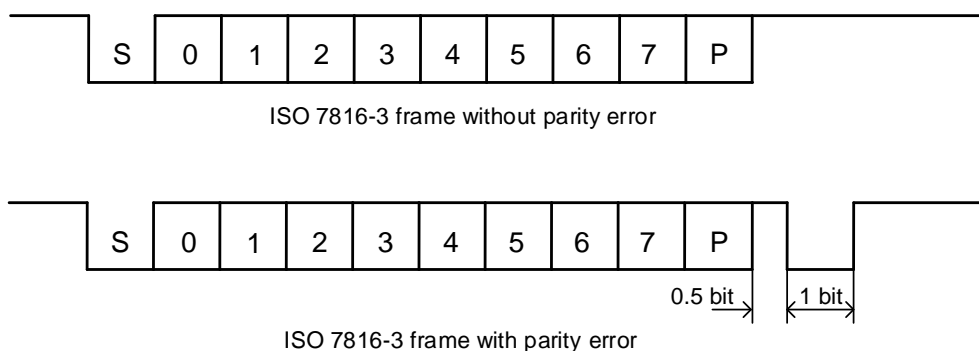 S 0 1 2 3 4 5 6 7 P
ISO 7816-3 frame without parity error
S 0 1 2 3 4 5 6 7 P
0.5 bit 1 bit
ISO 7816-3 frame with parity error